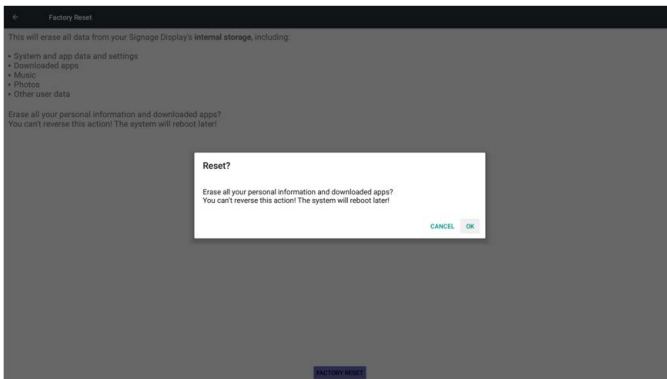 ← Factory Reset
This will erase all data from your Signage Display's internal storage, including:
• System and app data and settings
• Downloaded apps
• Music
• Photos
• Other user data
Erase all your personal information and downloaded apps?
You can't reverse this action! The system will reboot later!
Reset?
Erase all your personal information and downloaded apps?
You can't reverse this action! The system will reboot later!
CANCEL OK
FACTORY RESET